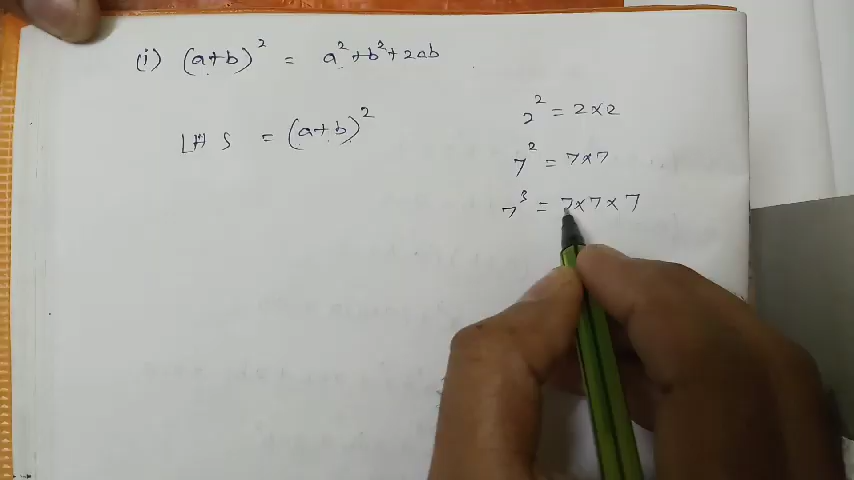 (i) (a+b)² = a²+b²+2ab
LHS = (a+b)²
2² = 2×2
7² = 7×7
7³ = 7×7×7